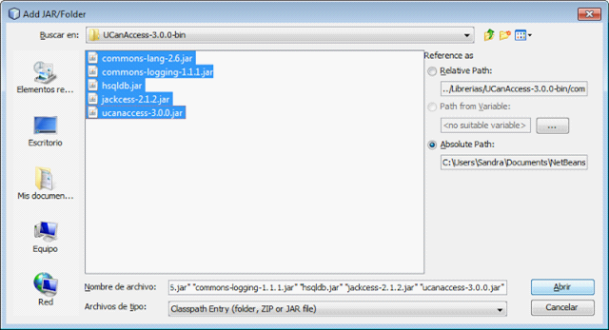 Add JAR/Folder
Buscar en:
UCanAccess-3.0.0-bin
commons-lang-2.6.jar
commons-logging-1.1.1.jar
hsqldb.jar
jackcess-2.1.2.jar
ucanaccess-3.0.0.jar
Elementos re...
Escritorio
Mis documen...
Equipo
Red
Reference as
Relative Path:
../Librerias/UCanAccess-3.0.0-bin/com
Path from Variable:
<no suitable variable>
...
Absolute Path:
C:\Users\Sandra\Documents\NetBeans
Nombre de archivo:
5.jar" "commons-logging-1.1.1.jar" "hsqldb.jar" "jackcess-2.1.2.jar" "ucanaccess-3.0.0.jar"
Abrir
Archivos de tipo:
Classpath Entry (folder, ZIP or JAR file)
Cancelar